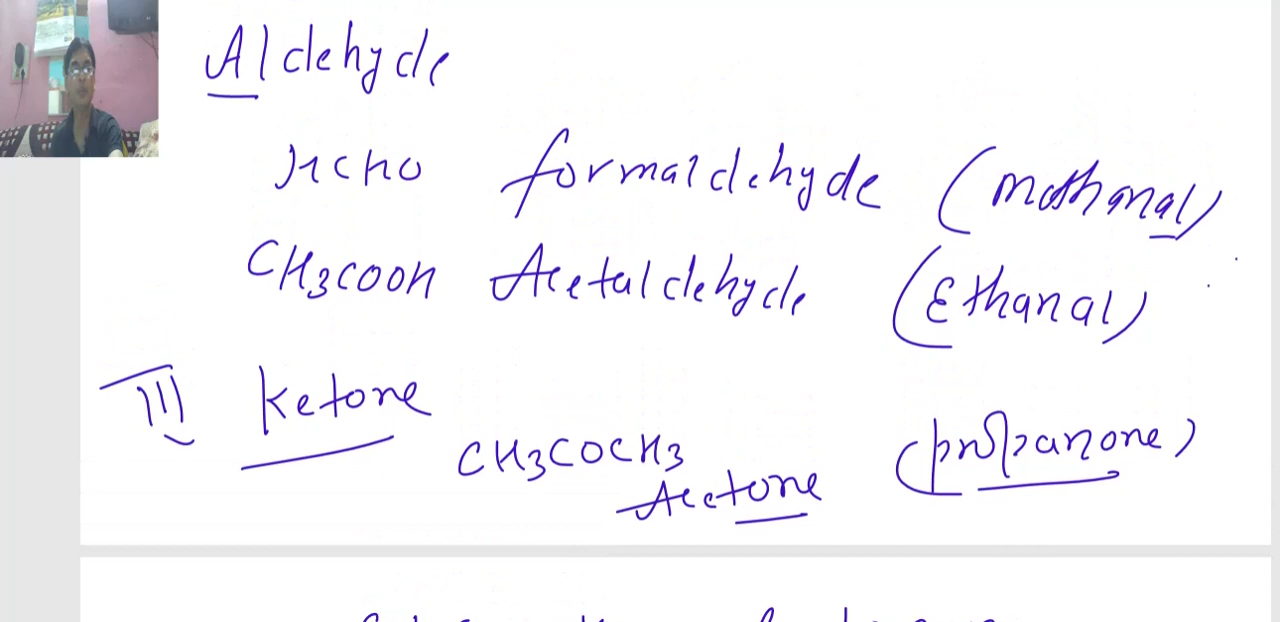 Aldehyde
HCHO formaldehyde (methanal)
CH3COOH Acetaldehyde (Ethanal)
III Ketone
CH3COCH3 (propanone)
Acetone